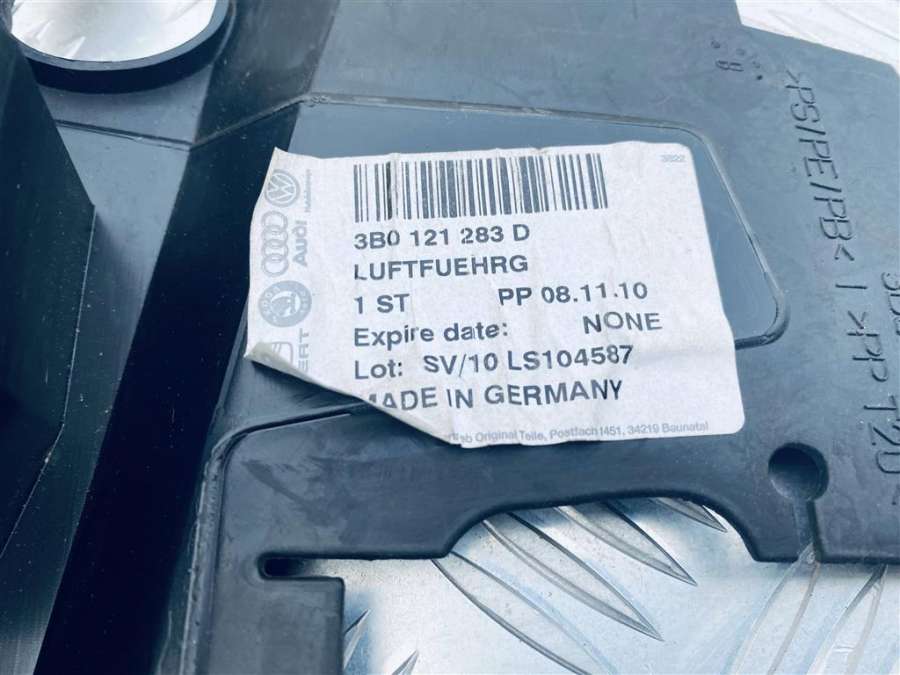 3B22
3B0 121 283 D
LUFTFUEHRG
1 ST PP 08.11.10
Expire date: NONE
Lot: SV/10 LS104587
MADE IN GERMANY
Original Teile, Postfach 1451, 34219 Baunatal
Audi
>PS/PE/PB< | >PP T20<